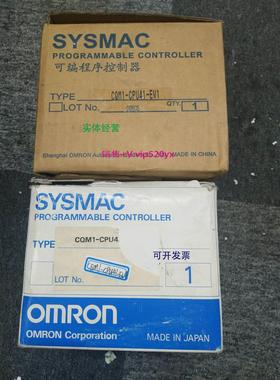 SYSMAC
PROGRAMMABLE CONTROLLER
可编程序控制器
TYPE CQM1-CPU41-EV1
LOT No. QTY. 1
实体经营
Shanghai OMRON MADE IN CHINA
SYSMAC
PROGRAMMABLE CONTROLLER
TYPE CQM1-CPU4
可开发票
LOT No. 1
OMRON
OMRON Corporation MADE IN JAPAN